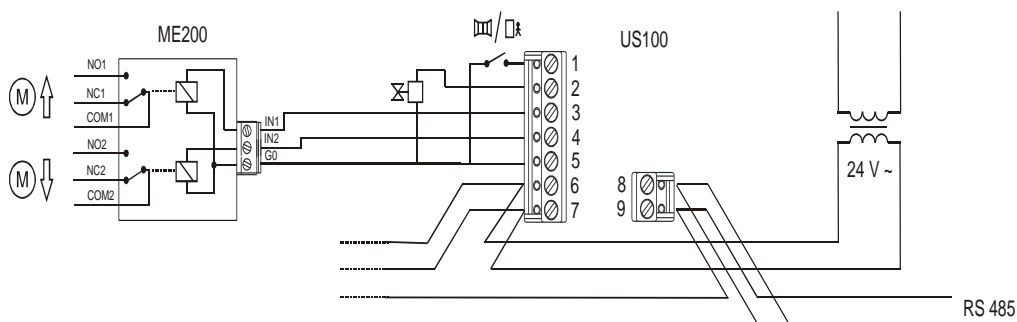 ME200
US100
NO1
NC1
COM1
NO2
NC2
COM2
M
M
IN1
IN2
G0
1
2
3
4
5
6
7
8
9
24 V ~
RS 485